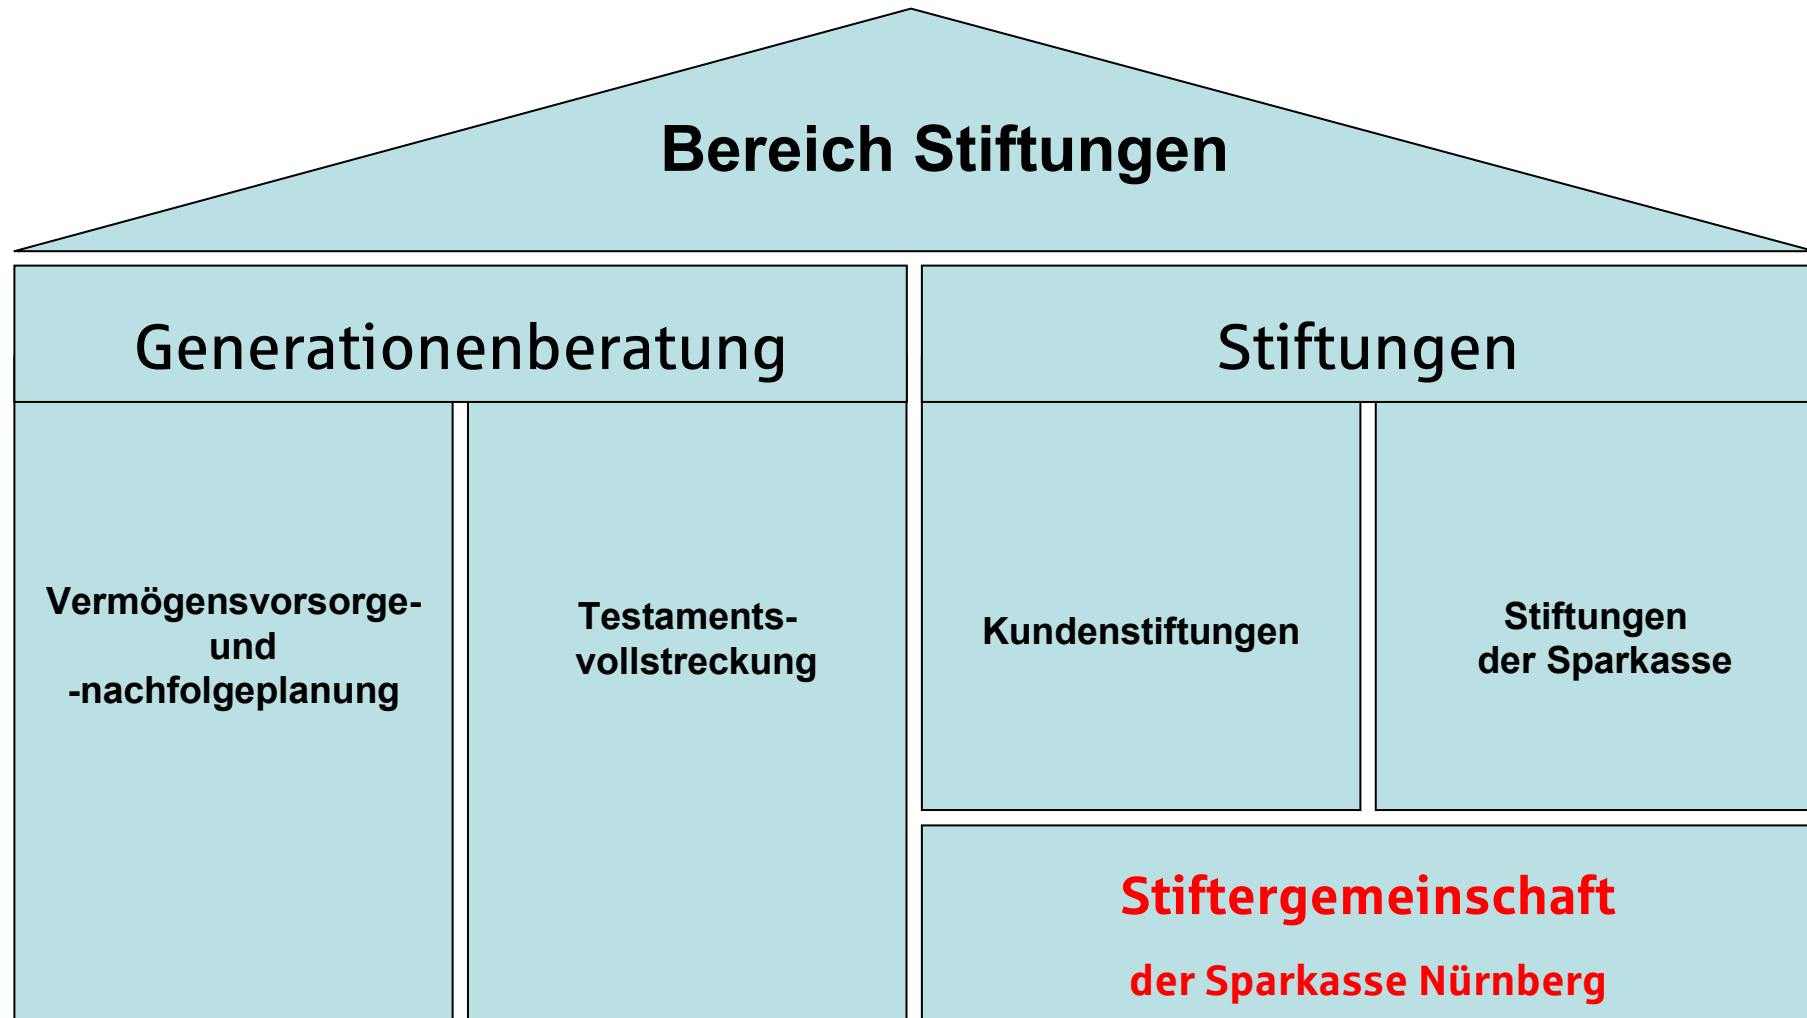 Bereich Stiftungen
Generationenberatung
Stiftungen
Vermögensvorsorge-
und
-nachfolgeplanung
Testaments-
vollstreckung
Kundenstiftungen
Stiftungen
der Sparkasse
Stiftergemeinschaft
der Sparkasse Nürnberg